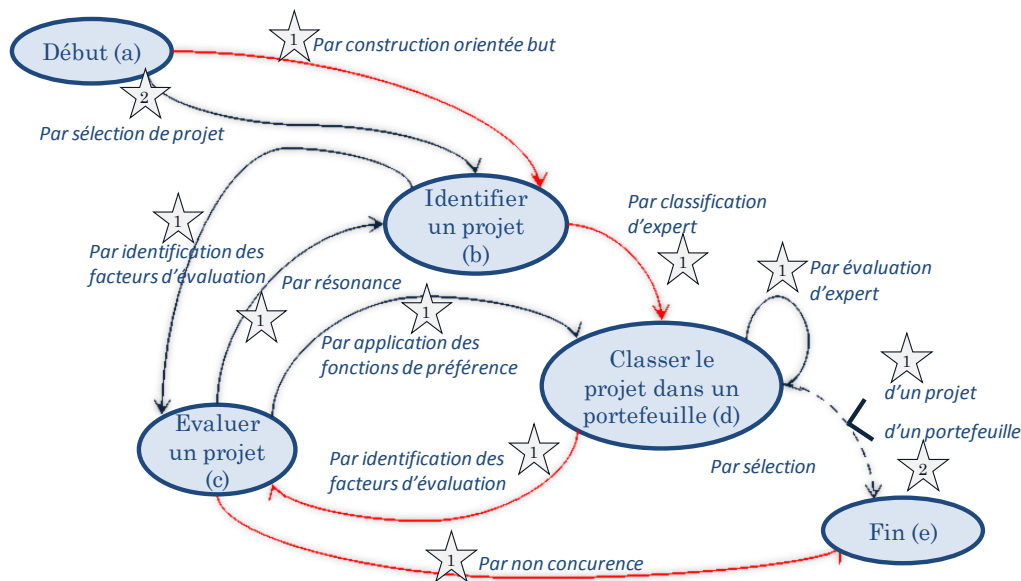 1
Par construction orientée but
Début (a)
2
Par sélection de projet
Identifier
un projet
(b)
1
Par identification des
facteurs d’évaluation
Par résonance
1
Par classification
d’expert
1
1
Par évaluation
d’expert
1
Par application des
fonctions de préférence
Classer le
projet dans un
portefeuille (d)
1
d’un projet
d’un portefeuille
2
Par sélection
Evaluer
un projet
(c)
Par identification des
facteurs d’évaluation
1
Fin (e)
1
Par non concurence